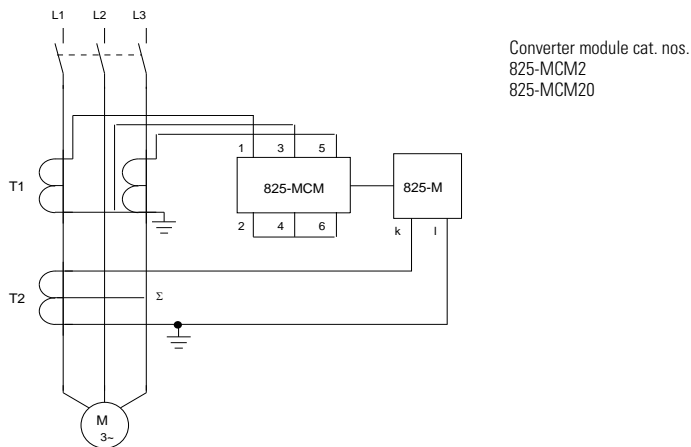 L1 L2 L3
Converter module cat. nos.
825-MCM2
825-MCM20
1 3 5
T1
825-MCM
825-M
2 4 6
k l
T2
Σ
M
3~